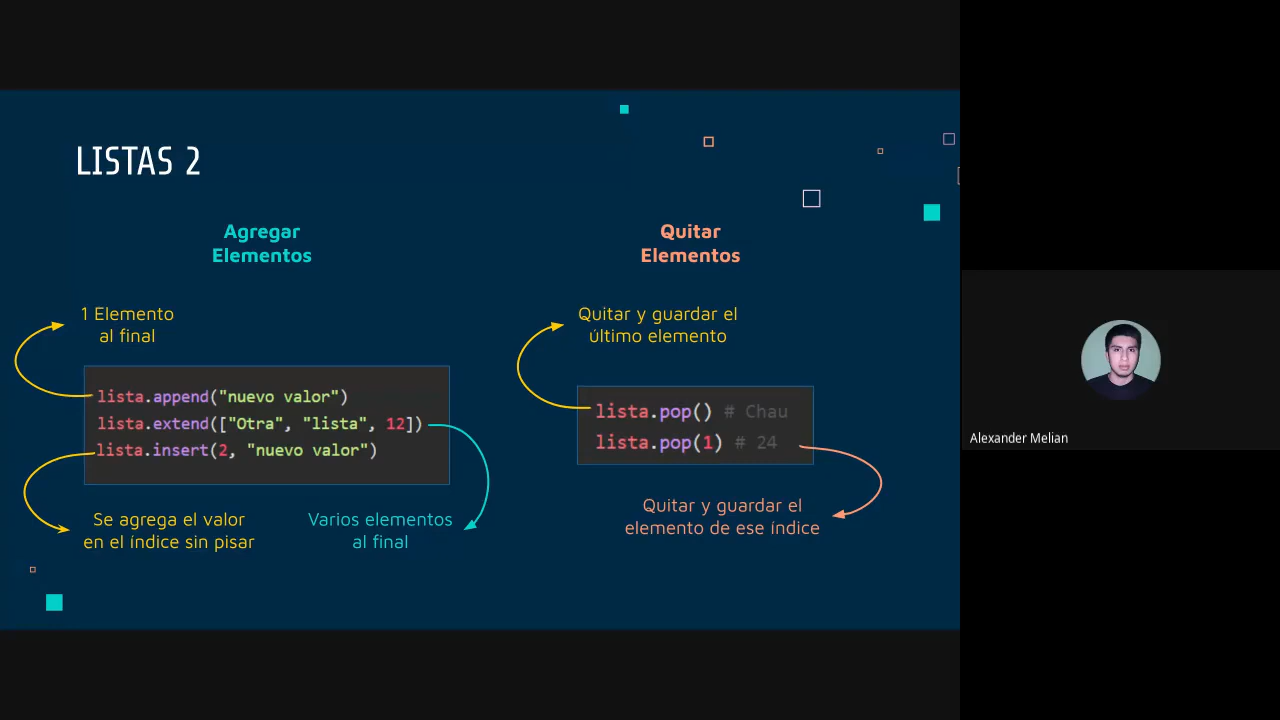 LISTAS 2
Agregar
Elementos
1 Elemento
al final
lista.append("nuevo valor")
lista.extend(["Otra", "lista", 12])
lista.insert(2, "nuevo valor")
Se agrega el valor
en el índice sin pisar
Varios elementos
al final
Quitar
Elementos
Quitar y guardar el
último elemento
lista.pop() # Chau
lista.pop(1) # 24
Quitar y guardar el
elemento de ese índice
Alexander Melian